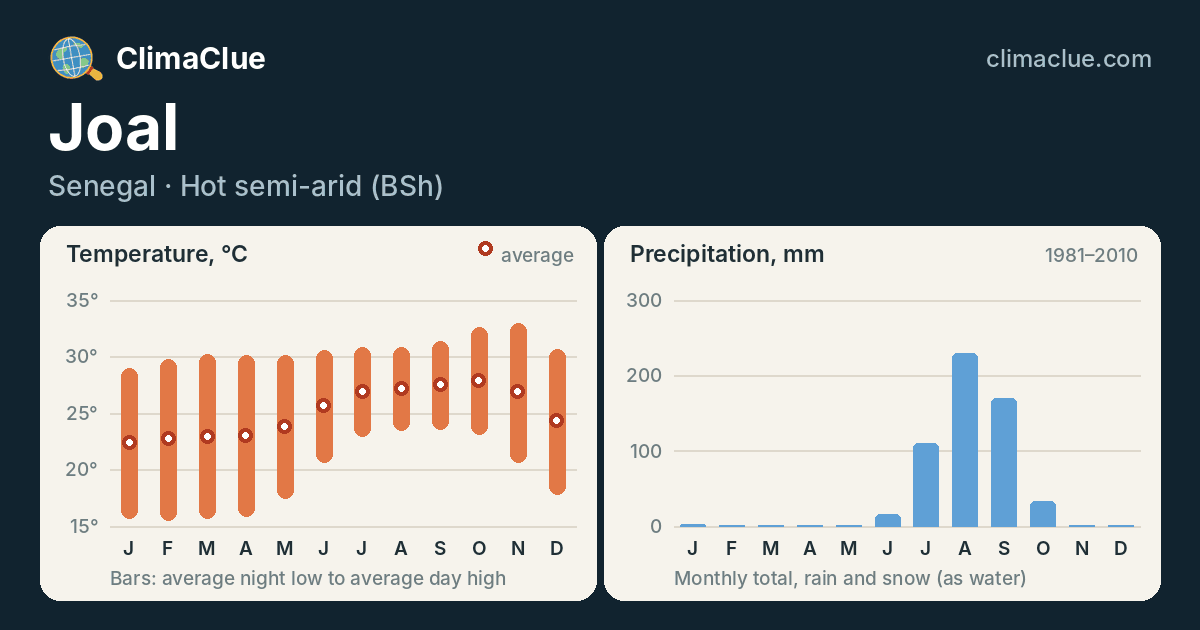 ClimaClue
climaclue.com
Joal
Senegal · Hot semi-arid (BSh)
Temperature, °C
average
35°
30°
25°
20°
15°
J F M A M J J A S O N D
Bars: average night low to average day high
Precipitation, mm
1981–2010
300
200
100
0
J F M A M J J A S O N D
Monthly total, rain and snow (as water)